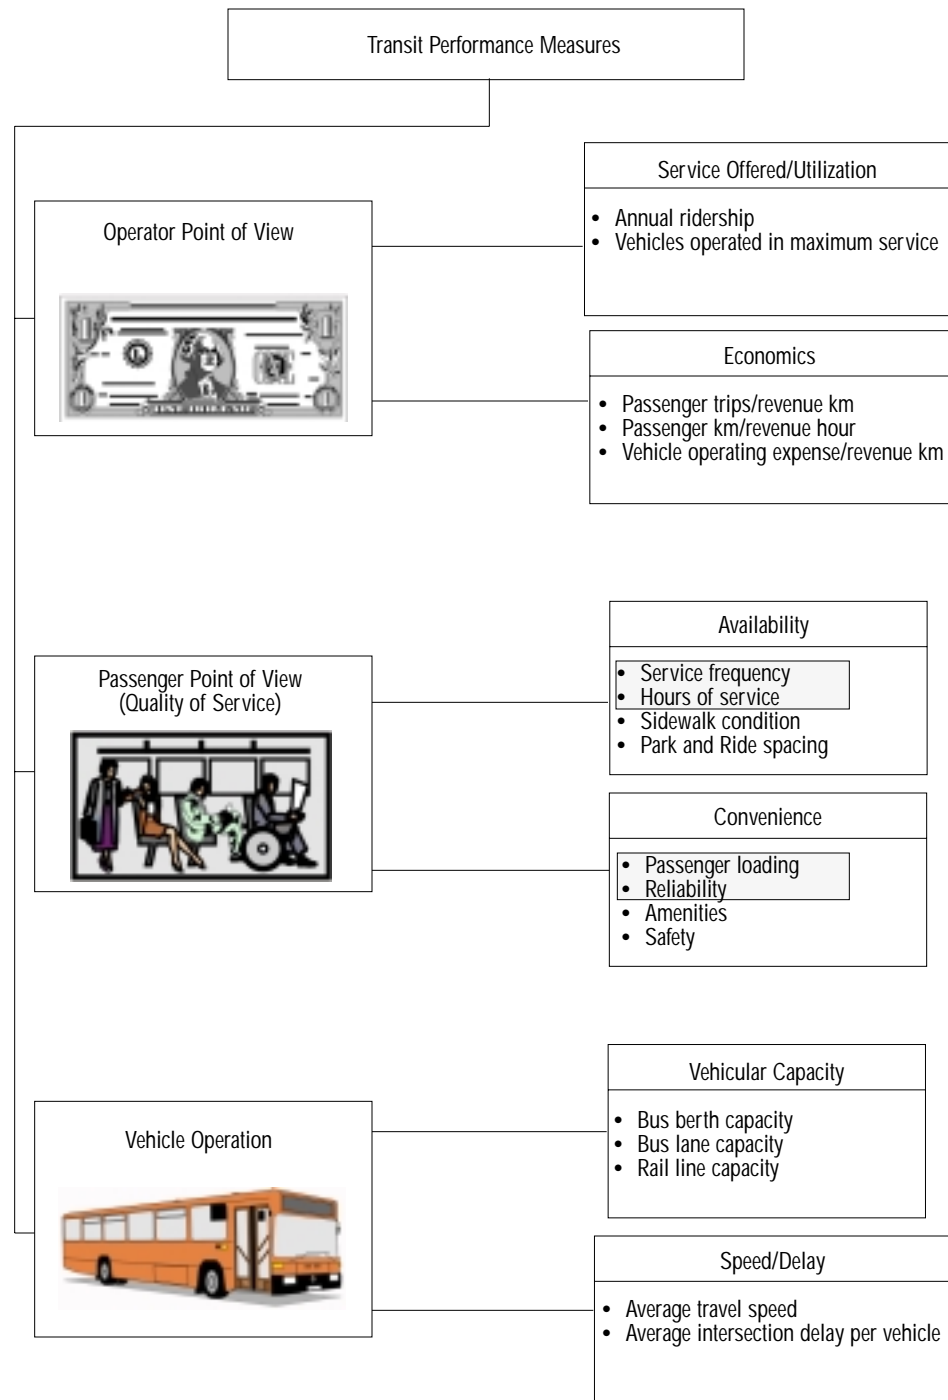 Transit Performance Measures
Operator Point of View
Service Offered/Utilization
• Annual ridership
• Vehicles operated in maximum service
Economics
• Passenger trips/revenue km
• Passenger km/revenue hour
• Vehicle operating expense/revenue km
Passenger Point of View
(Quality of Service)
Availability
• Service frequency
• Hours of service
• Sidewalk condition
• Park and Ride spacing
Convenience
• Passenger loading
• Reliability
• Amenities
• Safety
Vehicle Operation
Vehicular Capacity
• Bus berth capacity
• Bus lane capacity
• Rail line capacity
Speed/Delay
• Average travel speed
• Average intersection delay per vehicle